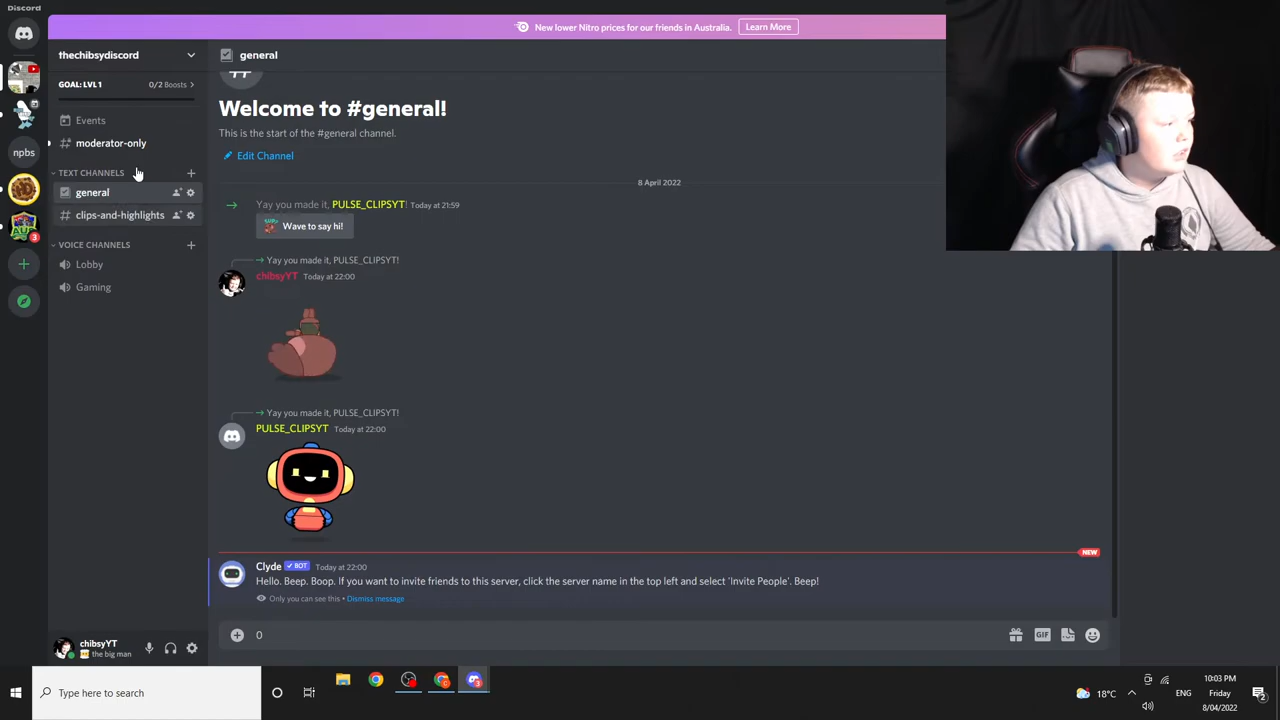 Discord
New lower Nitro prices for our friends in Australia. Learn More
thechibsydiscord
general
GOAL: LVL 1 0/2 Boosts >
Welcome to #general!
This is the start of the #general channel.
Edit Channel
Events
moderator-only
TEXT CHANNELS
general
clips-and-highlights
VOICE CHANNELS
Lobby
Gaming
npbs
3
8 April 2022
Yay you made it, PULSE_CLIPSYT! Today at 21:59
Wave to say hi!
Yay you made it, PULSE_CLIPSYT!
chibsyYT Today at 22:00
Yay you made it, PULSE_CLIPSYT!
PULSE_CLIPSYT Today at 22:00
NEW
Clyde BOT Today at 22:00
Hello. Beep. Boop. If you want to invite friends to this server, click the server name in the top left and select 'Invite People'. Beep!
Only you can see this • Dismiss message
0
GIF
chibsyYT
the big man
Type here to search
3
18°C
ENG
10:03 PM
Friday
8/04/2022
2